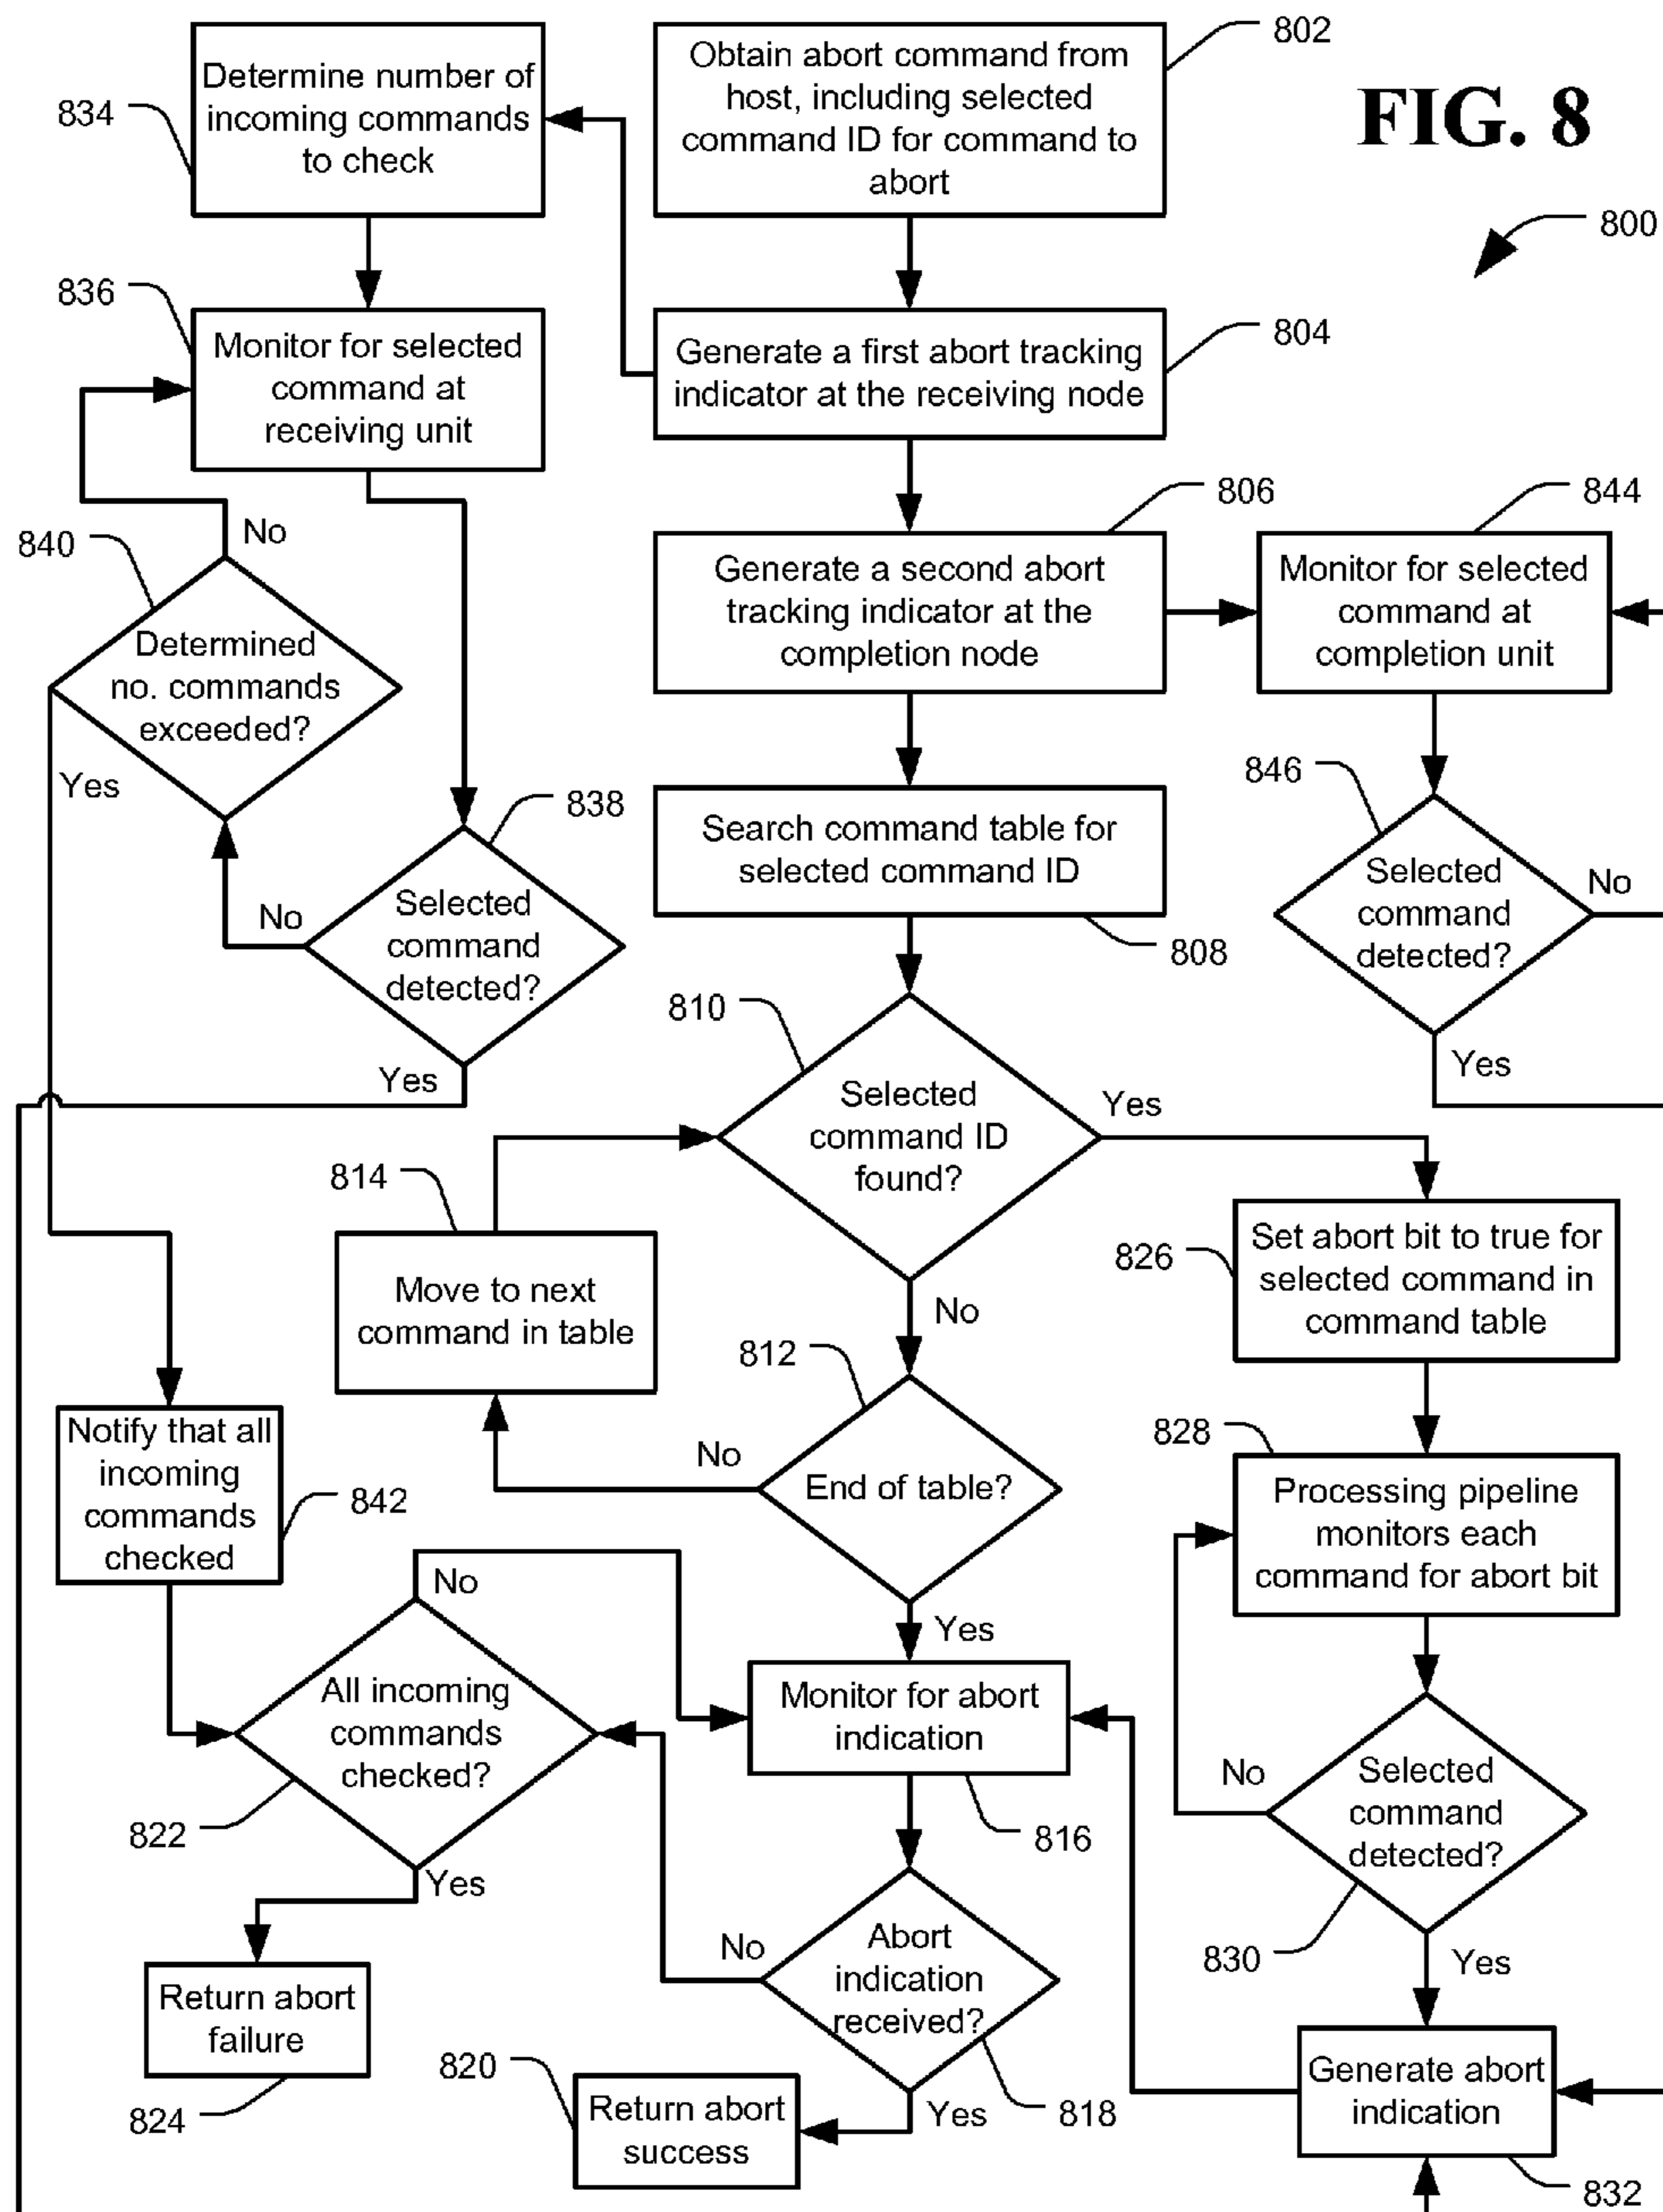 802
Determine number of
incoming commands
to check
834
Obtain abort command from
host, including selected
command ID for command to
abort
FIG. 8
800
836
Monitor for selected
command at
receiving unit
Generate a first abort tracking
indicator at the receiving node
804
806
844
No
840
Determined
no. commands
exceeded?
Yes
Generate a second abort
tracking indicator at the
completion node
Monitor for selected
command at
completion unit
846
838
Search command table for
selected command ID
808
Selected
command
detected?
No
Yes
Selected
command
detected?
No
Yes
810
Selected
command ID
found?
Yes
No
814
Move to next
command in table
826
Set abort bit to true for
selected command in
command table
812
End of table?
No
Yes
828
Processing pipeline
monitors each
command for abort bit
Notify that all
incoming
commands
checked
842
No
All incoming
commands
checked?
822
Yes
Monitor for abort
indication
816
No
Selected
command
detected?
830
Yes
Return abort
failure
824
No
Abort
indication
received?
818
Yes
820
Return abort
success
Generate abort
indication
832